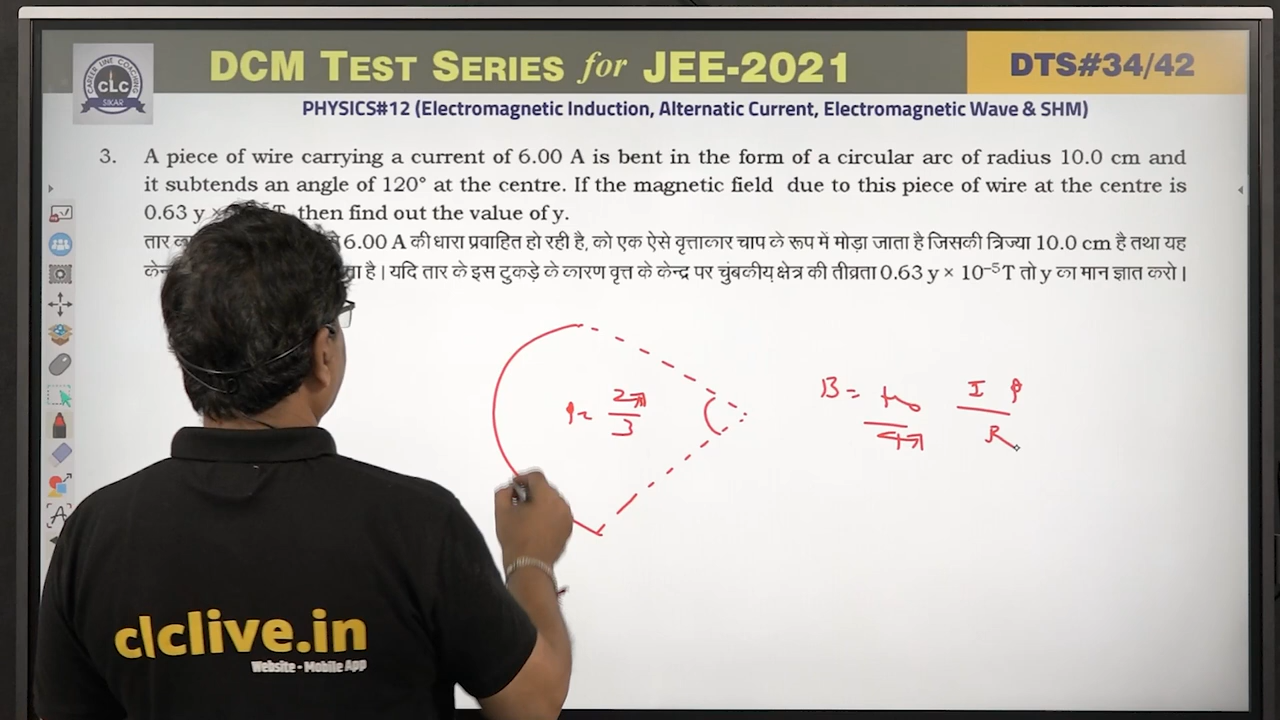 DCM TEST SERIES for JEE-2021
DTS#34/42
CLC
SIKAR
PHYSICS#12 (Electromagnetic Induction, Alternatic Current, Electromagnetic Wave & SHM)
3. A piece of wire carrying a current of 6.00 A is bent in the form of a circular arc of radius 10.0 cm and
it subtends an angle of 120° at the centre. If the magnetic field due to this piece of wire at the centre is
0.63 y × then find out the value of y.
तार 6.00 A की धारा प्रवाहित हो रही है, को एक ऐसे वृत्ताकार चाप के रूप में मोड़ा जाता है जिसकी त्रिज्या 10.0 cm है तथा यह
है। यदि तार के इस टुकड़े के कारण वृत्त के केन्द्र पर चुंबकीय क्षेत्र की तीव्रता 0.63 y × 10⁻⁵T तो y का मान ज्ञात करो।
2π
3
B = μ₀ I φ
4π R
clclive.in
Website - Mobile App